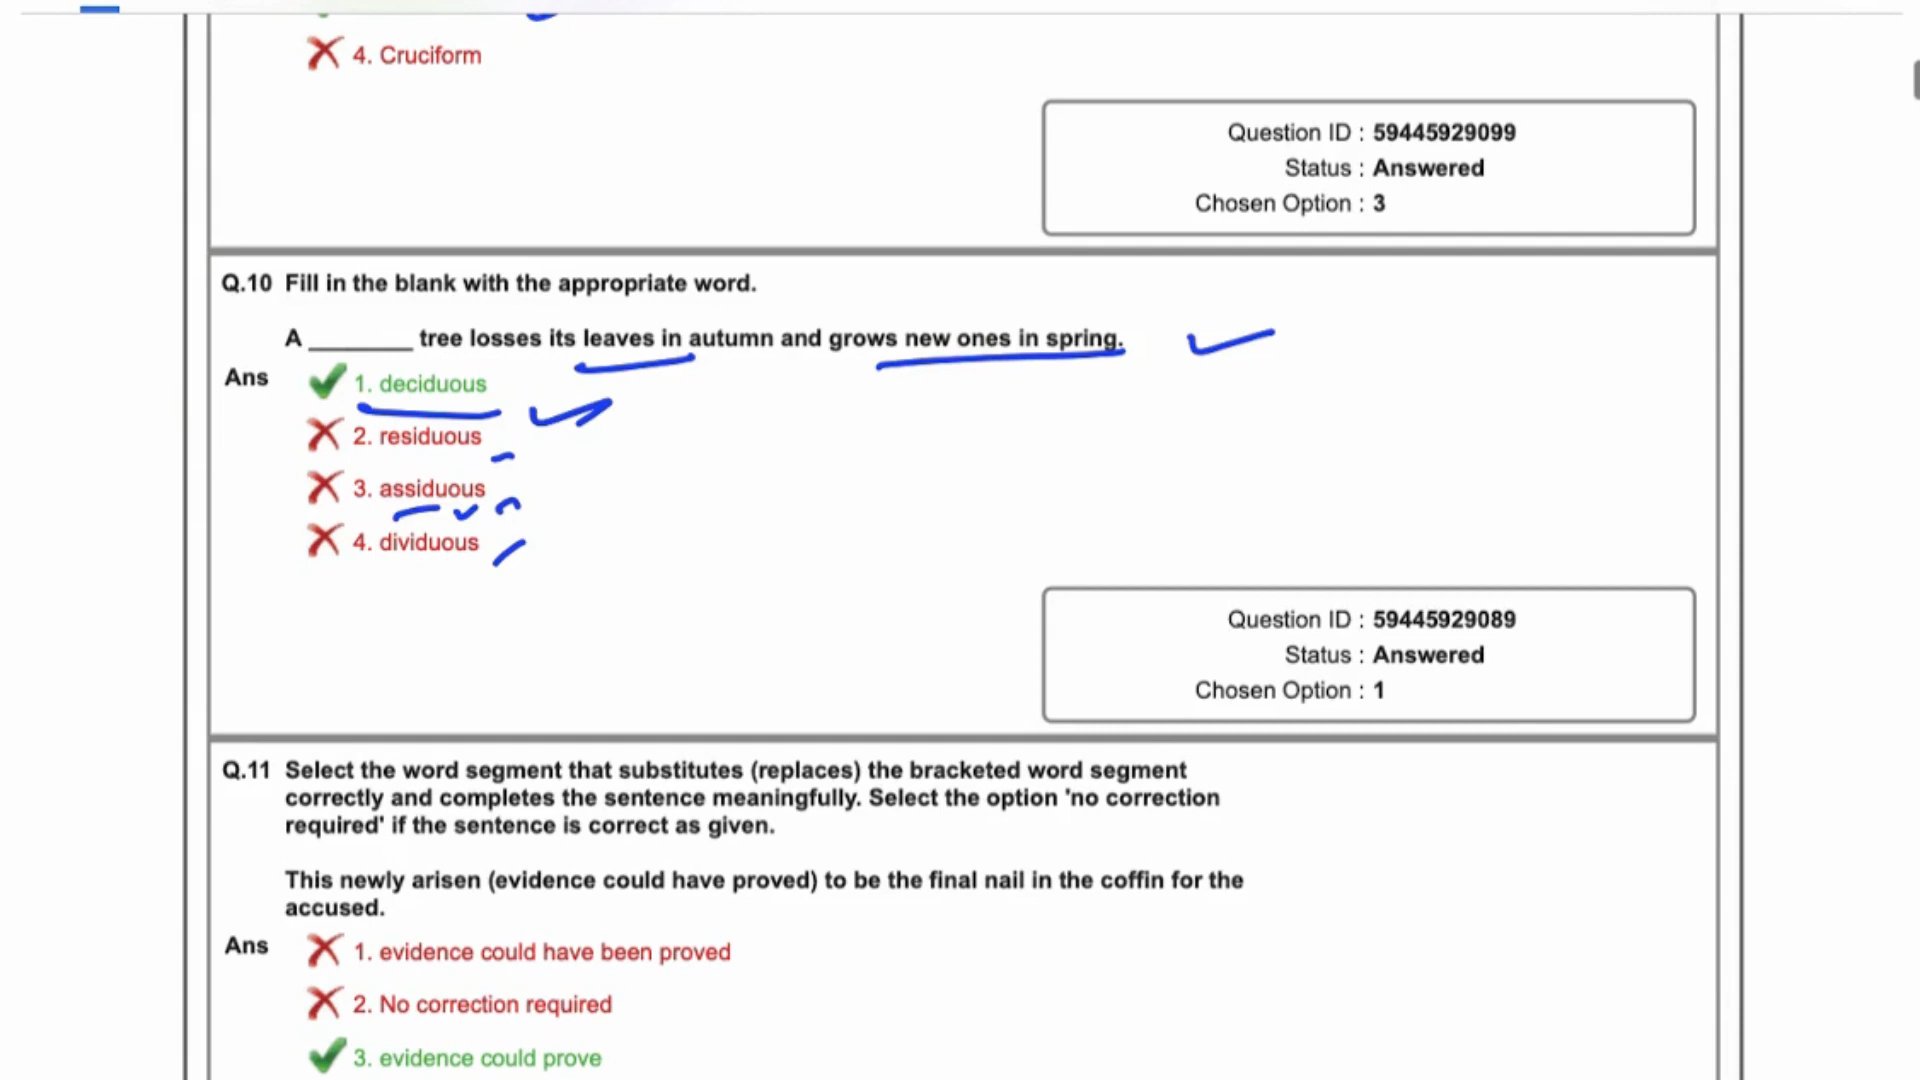 4. Cruciform
Question ID : 59445929099
Status : Answered
Chosen Option : 3
Q.10 Fill in the blank with the appropriate word.
A ________ tree losses its leaves in autumn and grows new ones in spring.
Ans
1. deciduous
2. residuous
3. assiduous
4. dividuous
Question ID : 59445929089
Status : Answered
Chosen Option : 1
Q.11 Select the word segment that substitutes (replaces) the bracketed word segment
correctly and completes the sentence meaningfully. Select the option 'no correction
required' if the sentence is correct as given.
This newly arisen (evidence could have proved) to be the final nail in the coffin for the
accused.
Ans
1. evidence could have been proved
2. No correction required
3. evidence could prove